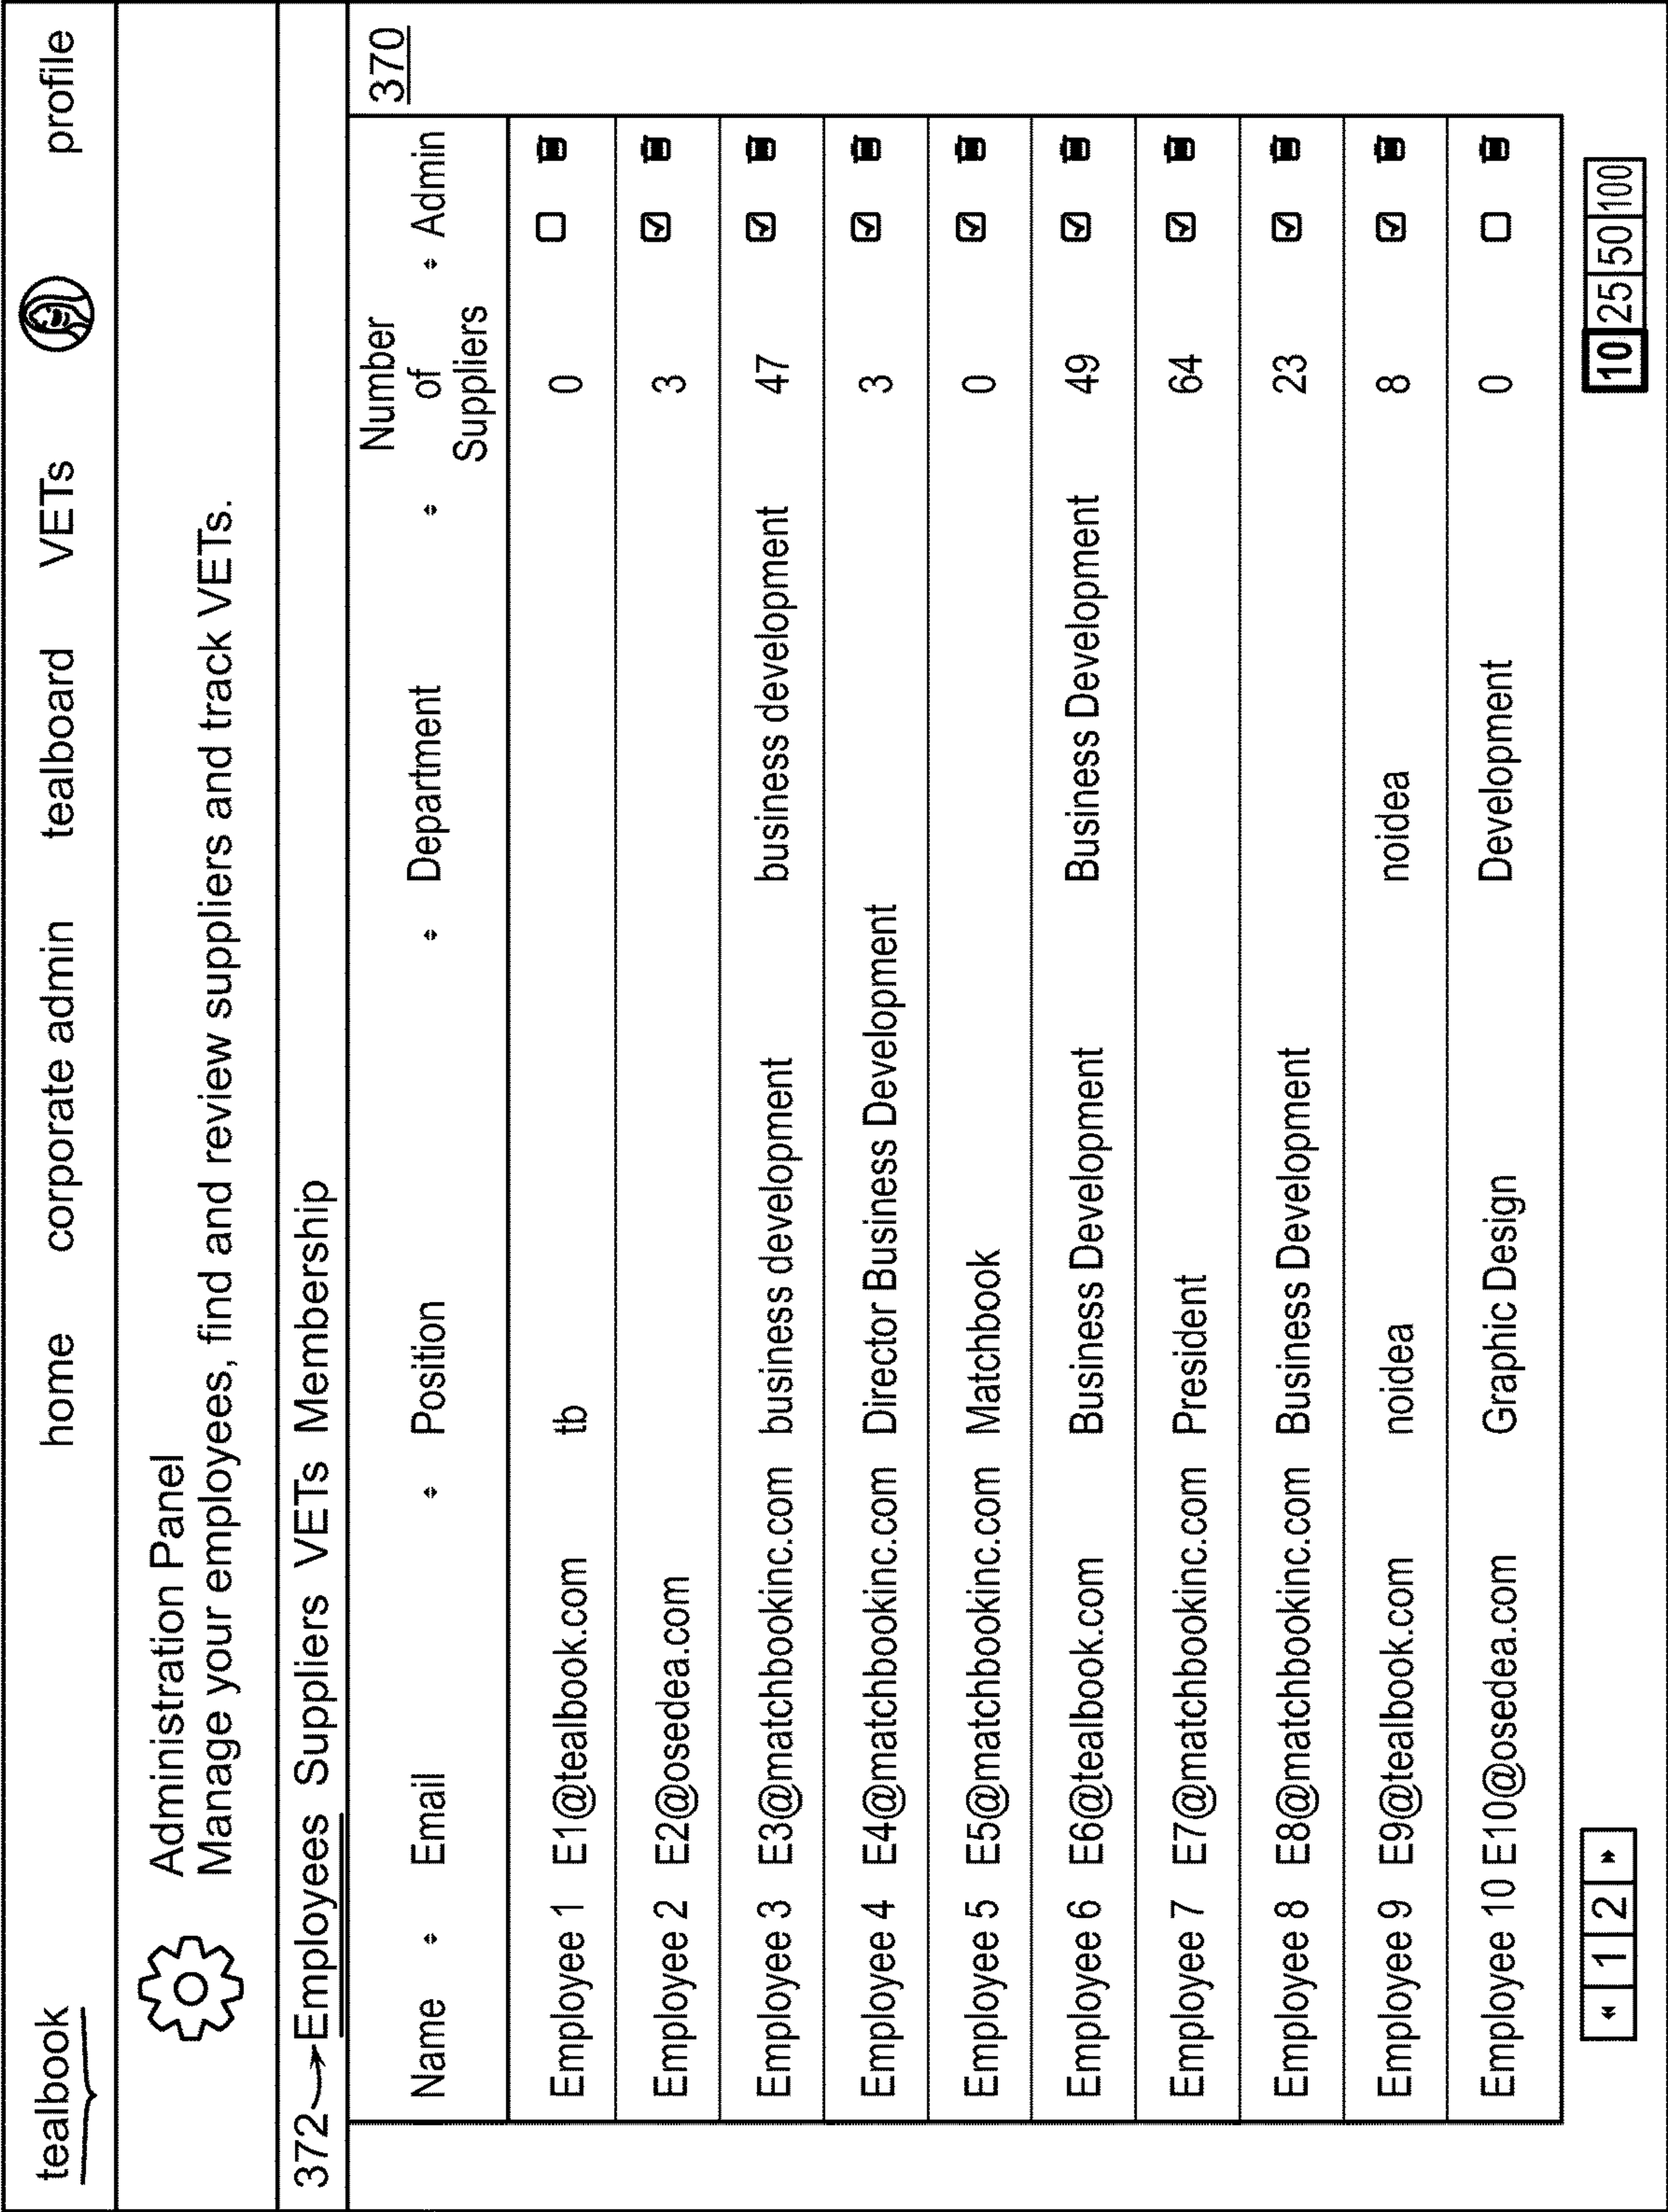 tealbook home corporate admin tealboard VETs profile
Administration Panel
Manage your employees, find and review suppliers and track VETs.
372 Employees Suppliers VETs Membership
370
Name Email Position Department Number of Suppliers Admin
Employee 1 E1@tealbook.com tb 0
Employee 2 E2@osedea.com 3
Employee 3 E3@matchbookinc.com business development business development 47
Employee 4 E4@matchbookinc.com Director Business Development 3
Employee 5 E5@matchbookinc.com Matchbook 0
Employee 6 E6@tealbook.com Business Development Business Development 49
Employee 7 E7@matchbookinc.com President 64
Employee 8 E8@matchbookinc.com Business Development 23
Employee 9 E9@tealbook.com noidea noidea 8
Employee 10 E10@osedea.com Graphic Design Development 0
« 1 2 » 10 25 50 100